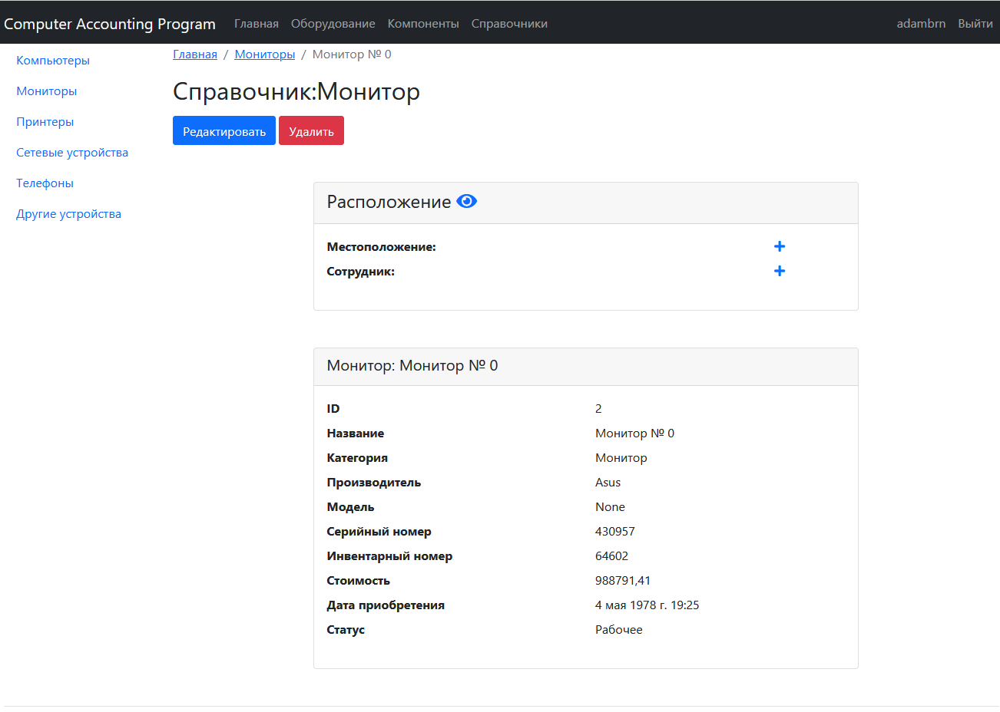 Computer Accounting Program Главная Оборудование Компоненты Справочники adambrn Выйти
Компьютеры
Мониторы
Принтеры
Сетевые устройства
Телефоны
Другие устройства
Главная / Мониторы / Монитор № 0
Справочник:Монитор
Редактировать Удалить
Расположение
Местоположение:
Сотрудник:
Монитор: Монитор № 0
ID 2
Название Монитор № 0
Категория Монитор
Производитель Asus
Модель None
Серийный номер 430957
Инвентарный номер 64602
Стоимость 988791,41
Дата приобретения 4 мая 1978 г. 19:25
Статус Рабочее